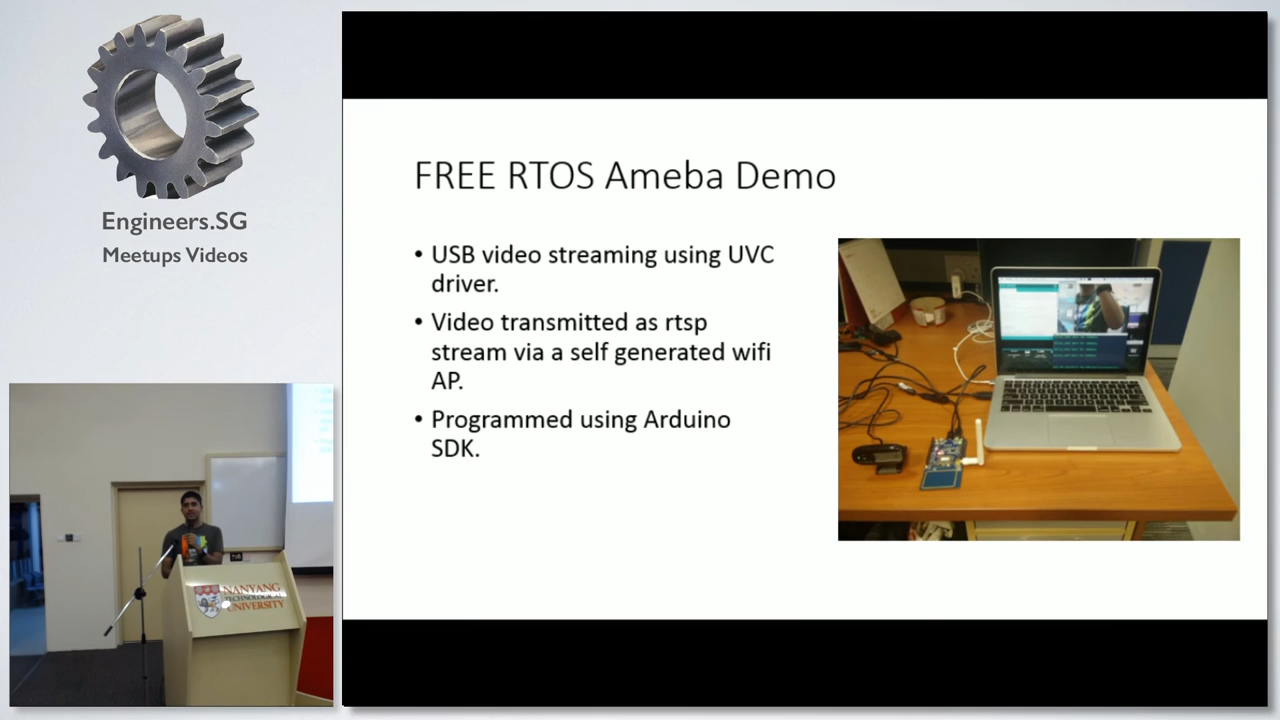 Engineers.SG
Meetups Videos
NANYANG
TECHNOLOGICAL
UNIVERSITY
FREE RTOS Ameba Demo
• USB video streaming using UVC
driver.
• Video transmitted as rtsp
stream via a self generated wifi
AP.
• Programmed using Arduino
SDK.